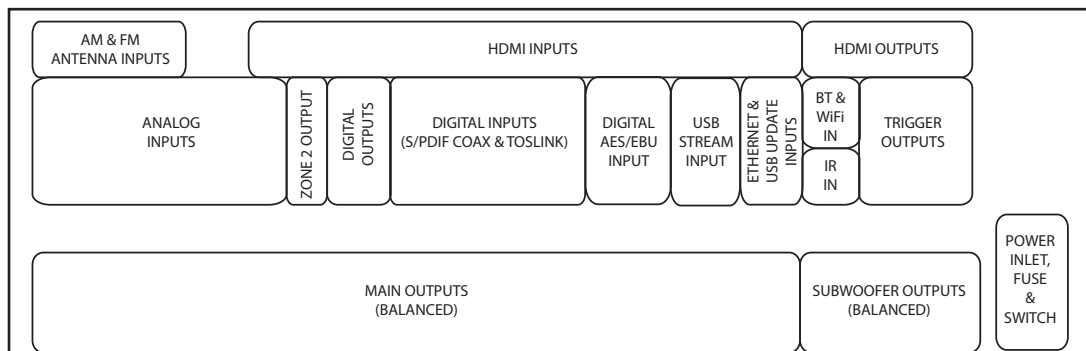 AM & FM
ANTENNA INPUTS
HDMI INPUTS
HDMI OUTPUTS
ANALOG
INPUTS
ZONE 2 OUTPUT
DIGITAL
OUTPUTS
DIGITAL INPUTS
(S/PDIF COAX & TOSLINK)
DIGITAL
AES/EBU
INPUT
USB
STREAM
INPUT
ETHERNET &
USB UPDATE
INPUTS
BT &
WiFi
IN
IR
IN
TRIGGER
OUTPUTS
MAIN OUTPUTS
(BALANCED)
SUBWOOFER OUTPUTS
(BALANCED)
POWER
INLET,
FUSE
&
SWITCH